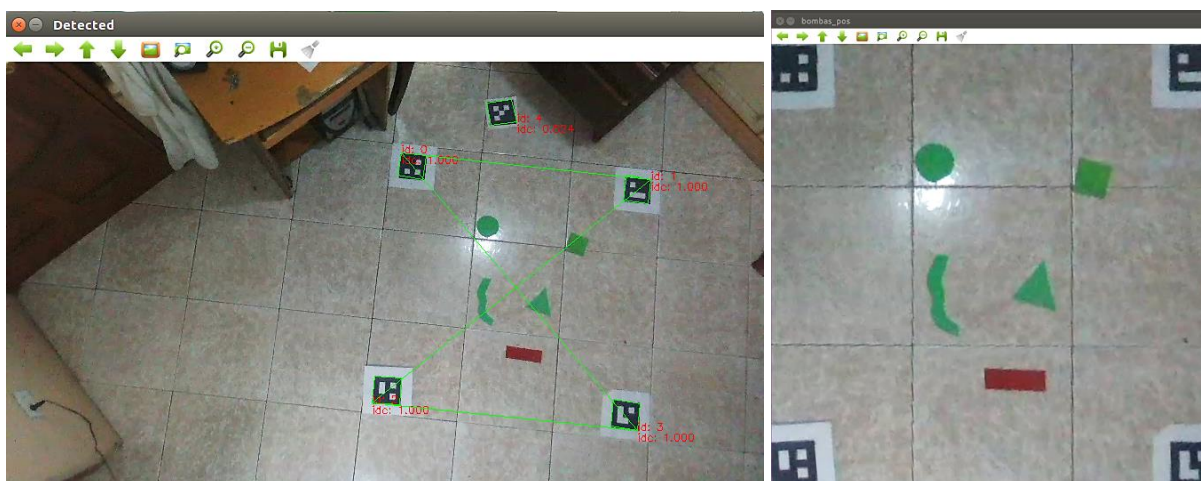 Detected
bombas_pos
id: 4
idc: 0.024
id: 0
idc: 1.000
id: 1
idc: 1.000
idc: 1.000
id: 3
idc: 1.000